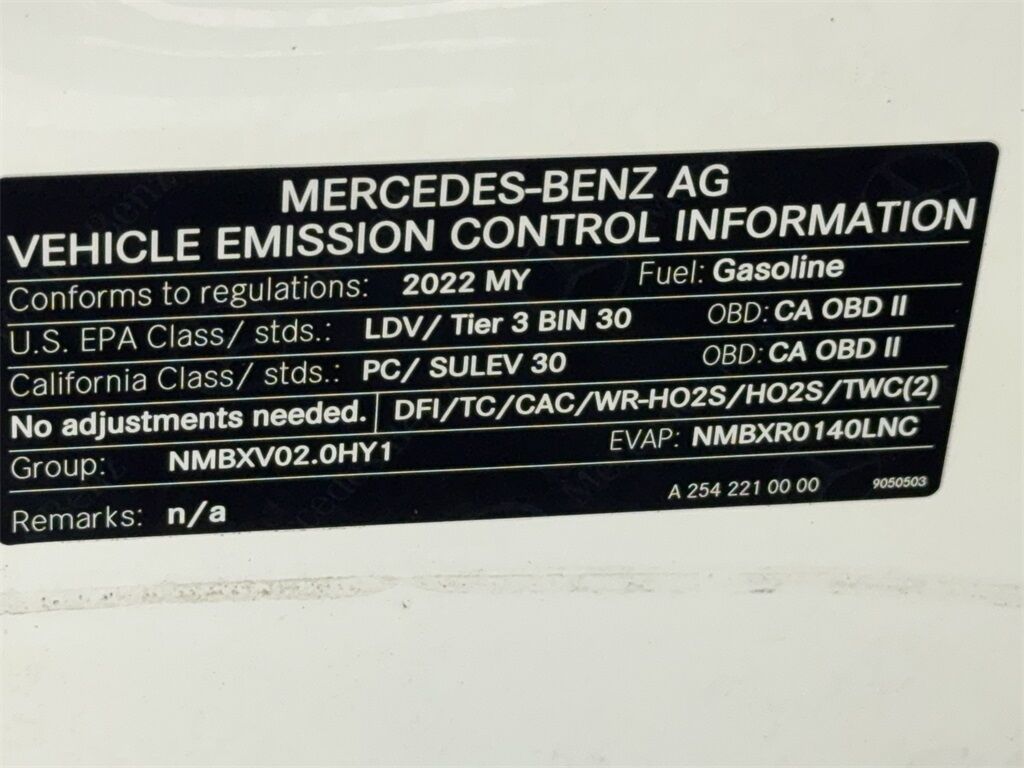 MERCEDES-BENZ AG
VEHICLE EMISSION CONTROL INFORMATION
Conforms to regulations: 2022 MY Fuel: Gasoline
U.S. EPA Class/ stds.: LDV/ Tier 3 BIN 30 OBD: CA OBD II
California Class/ stds.: PC/ SULEV 30 OBD: CA OBD II
No adjustments needed. DFI/TC/CAC/WR-HO2S/HO2S/TWC(2)
Group: NMBXV02.0HY1 EVAP: NMBXR0140LNC
Remarks: n/a A 254 221 00 00 9050503